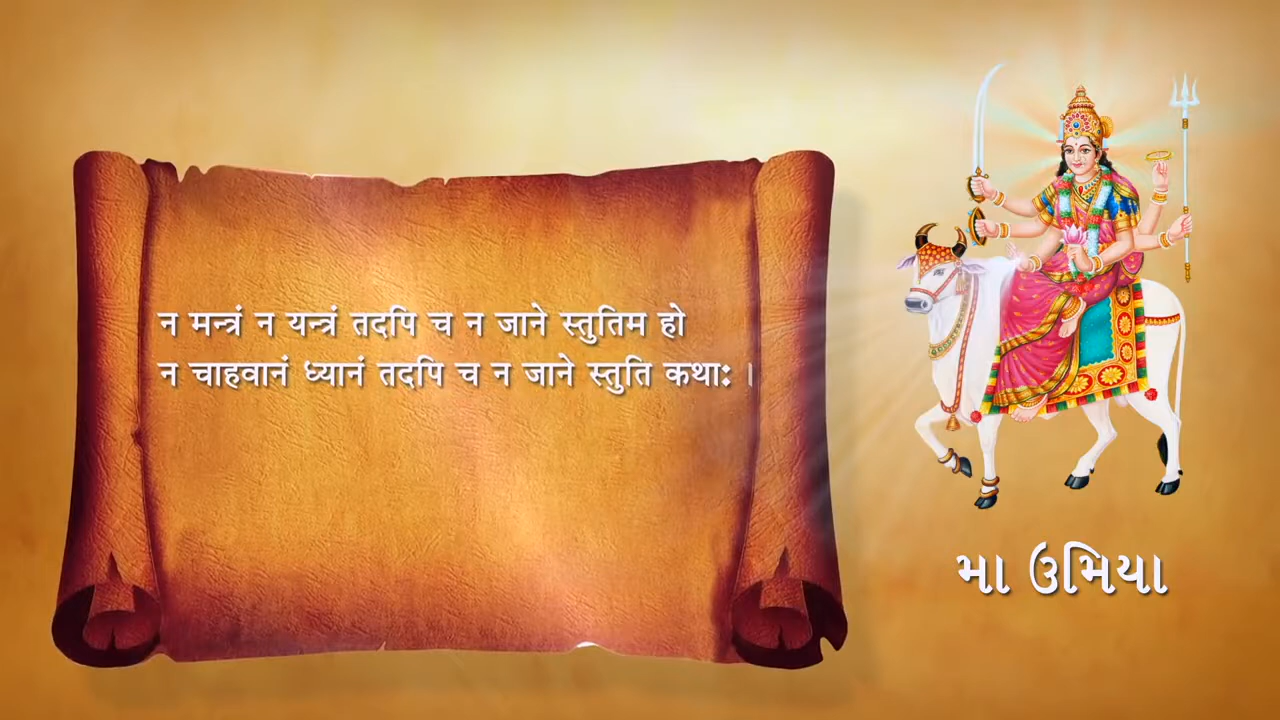 न मन्त्रं न यन्त्रं तदपि च न जाने स्तुतिम हो
न चाहवानं ध्यानं तदपि च न जाने स्तुति कथाः ।
મા ઉમિયા